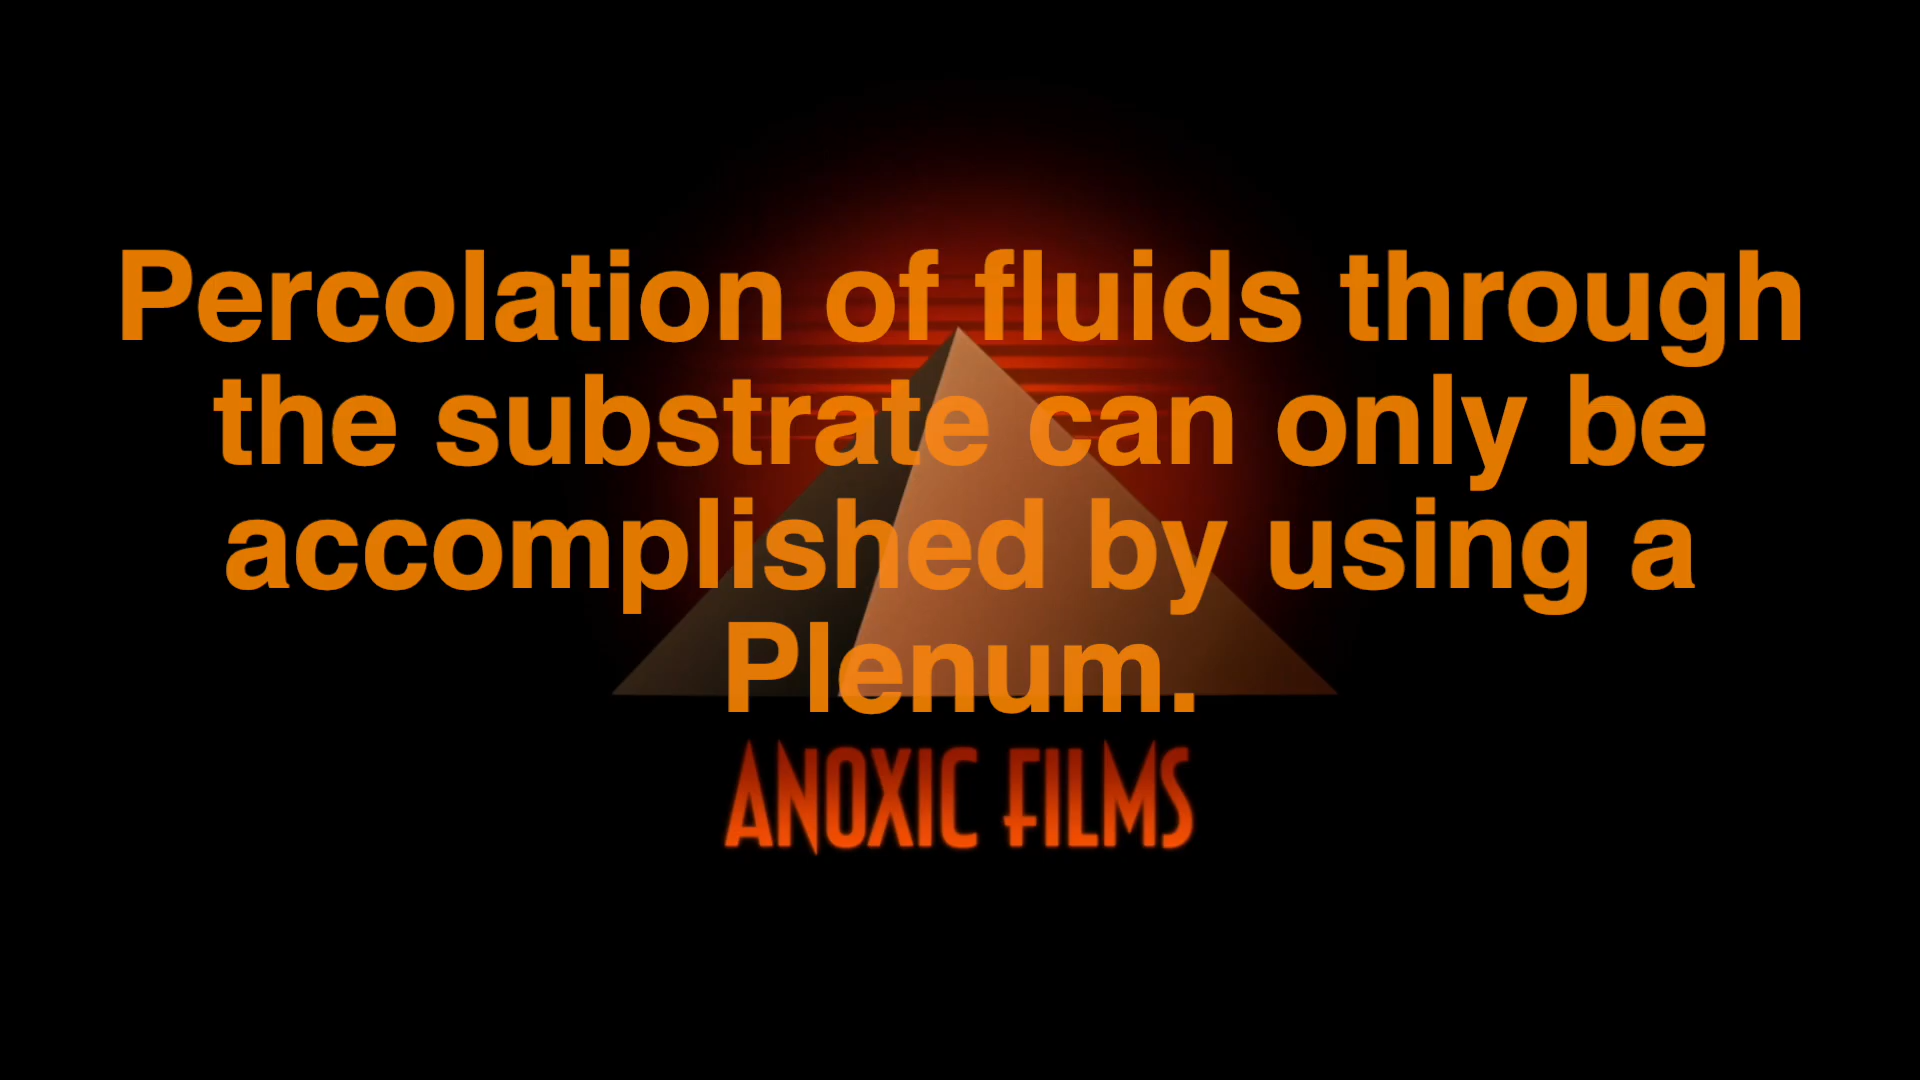 Percolation of fluids through
the substrate can only be
accomplished by using a
Plenum.
ANOXIC FILMS